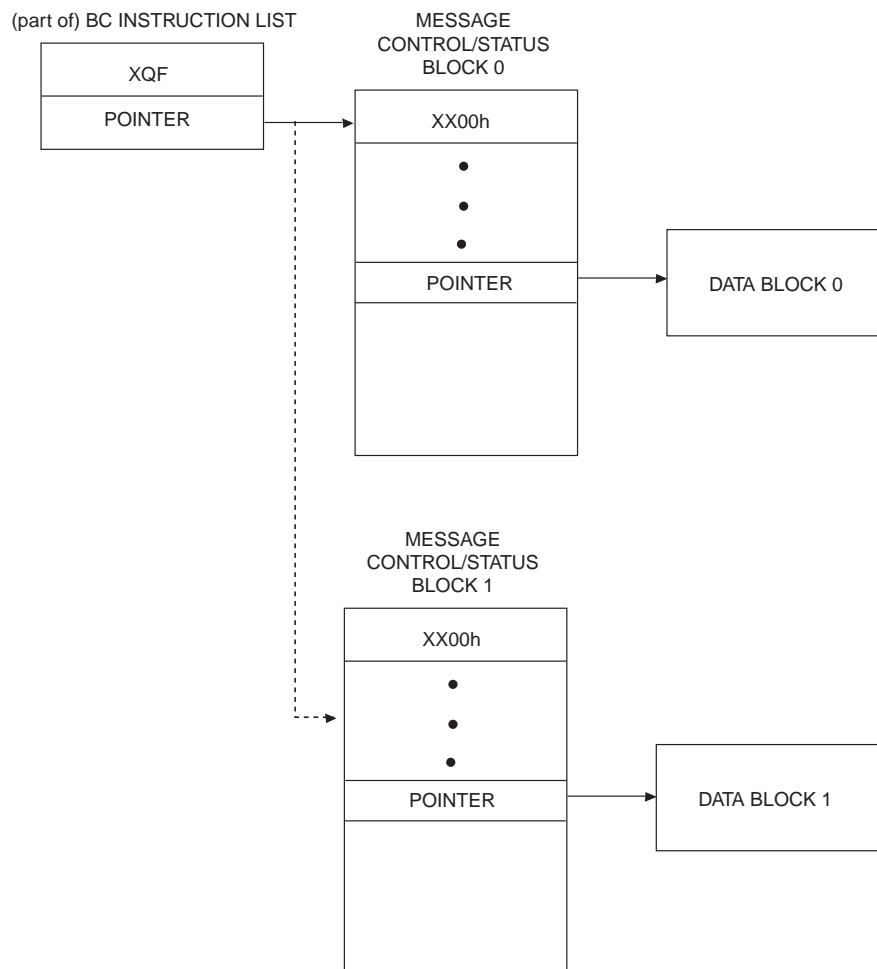 (part of) BC INSTRUCTION LIST
XQF
POINTER
MESSAGE
CONTROL/STATUS
BLOCK 0
XX00h
POINTER
DATA BLOCK 0
MESSAGE
CONTROL/STATUS
BLOCK 1
XX00h
POINTER
DATA BLOCK 1